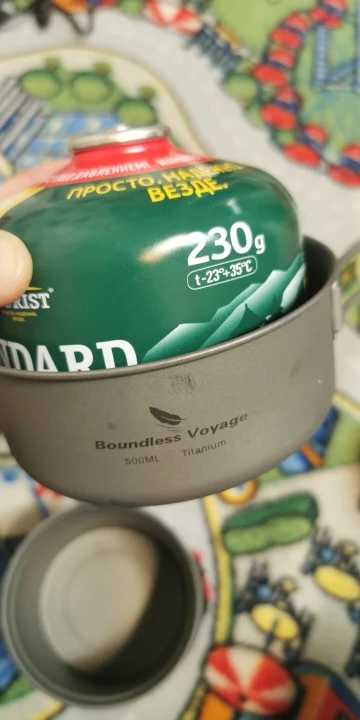 ПРОСТО. НАДЕЖНО.
ВЕЗДЕ.
230g
t-23°+35°C
RIST®
NDARD
Boundless Voyage
500ML Titanium